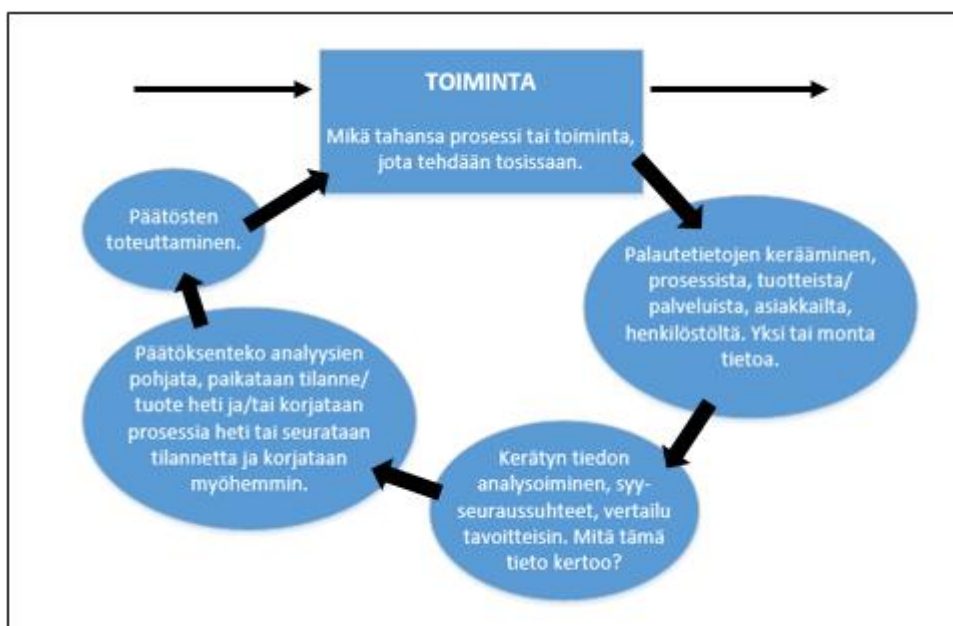 TOIMINTA
Mikä tahansa prosessi tai toiminta,
jota tehdään tosissaan.
Palautetietojen kerääminen,
prosessista, tuotteista/
palveluista, asiakkailta,
henkilöstöltä. Yksi tai monta
tietoa.
Kerätyn tiedon
analysoiminen, syy-
seuraussuhteet, vertailu
tavoitteisin. Mitä tämä
tieto kertoo?
Päätöksenteko analyysien
pohjata, paikataan tilanne/
tuote heti ja/tai korjataan
prosessia heti tai seurataan
tilannetta ja korjataan
myöhemmin.
Päätösten
toteuttaminen.